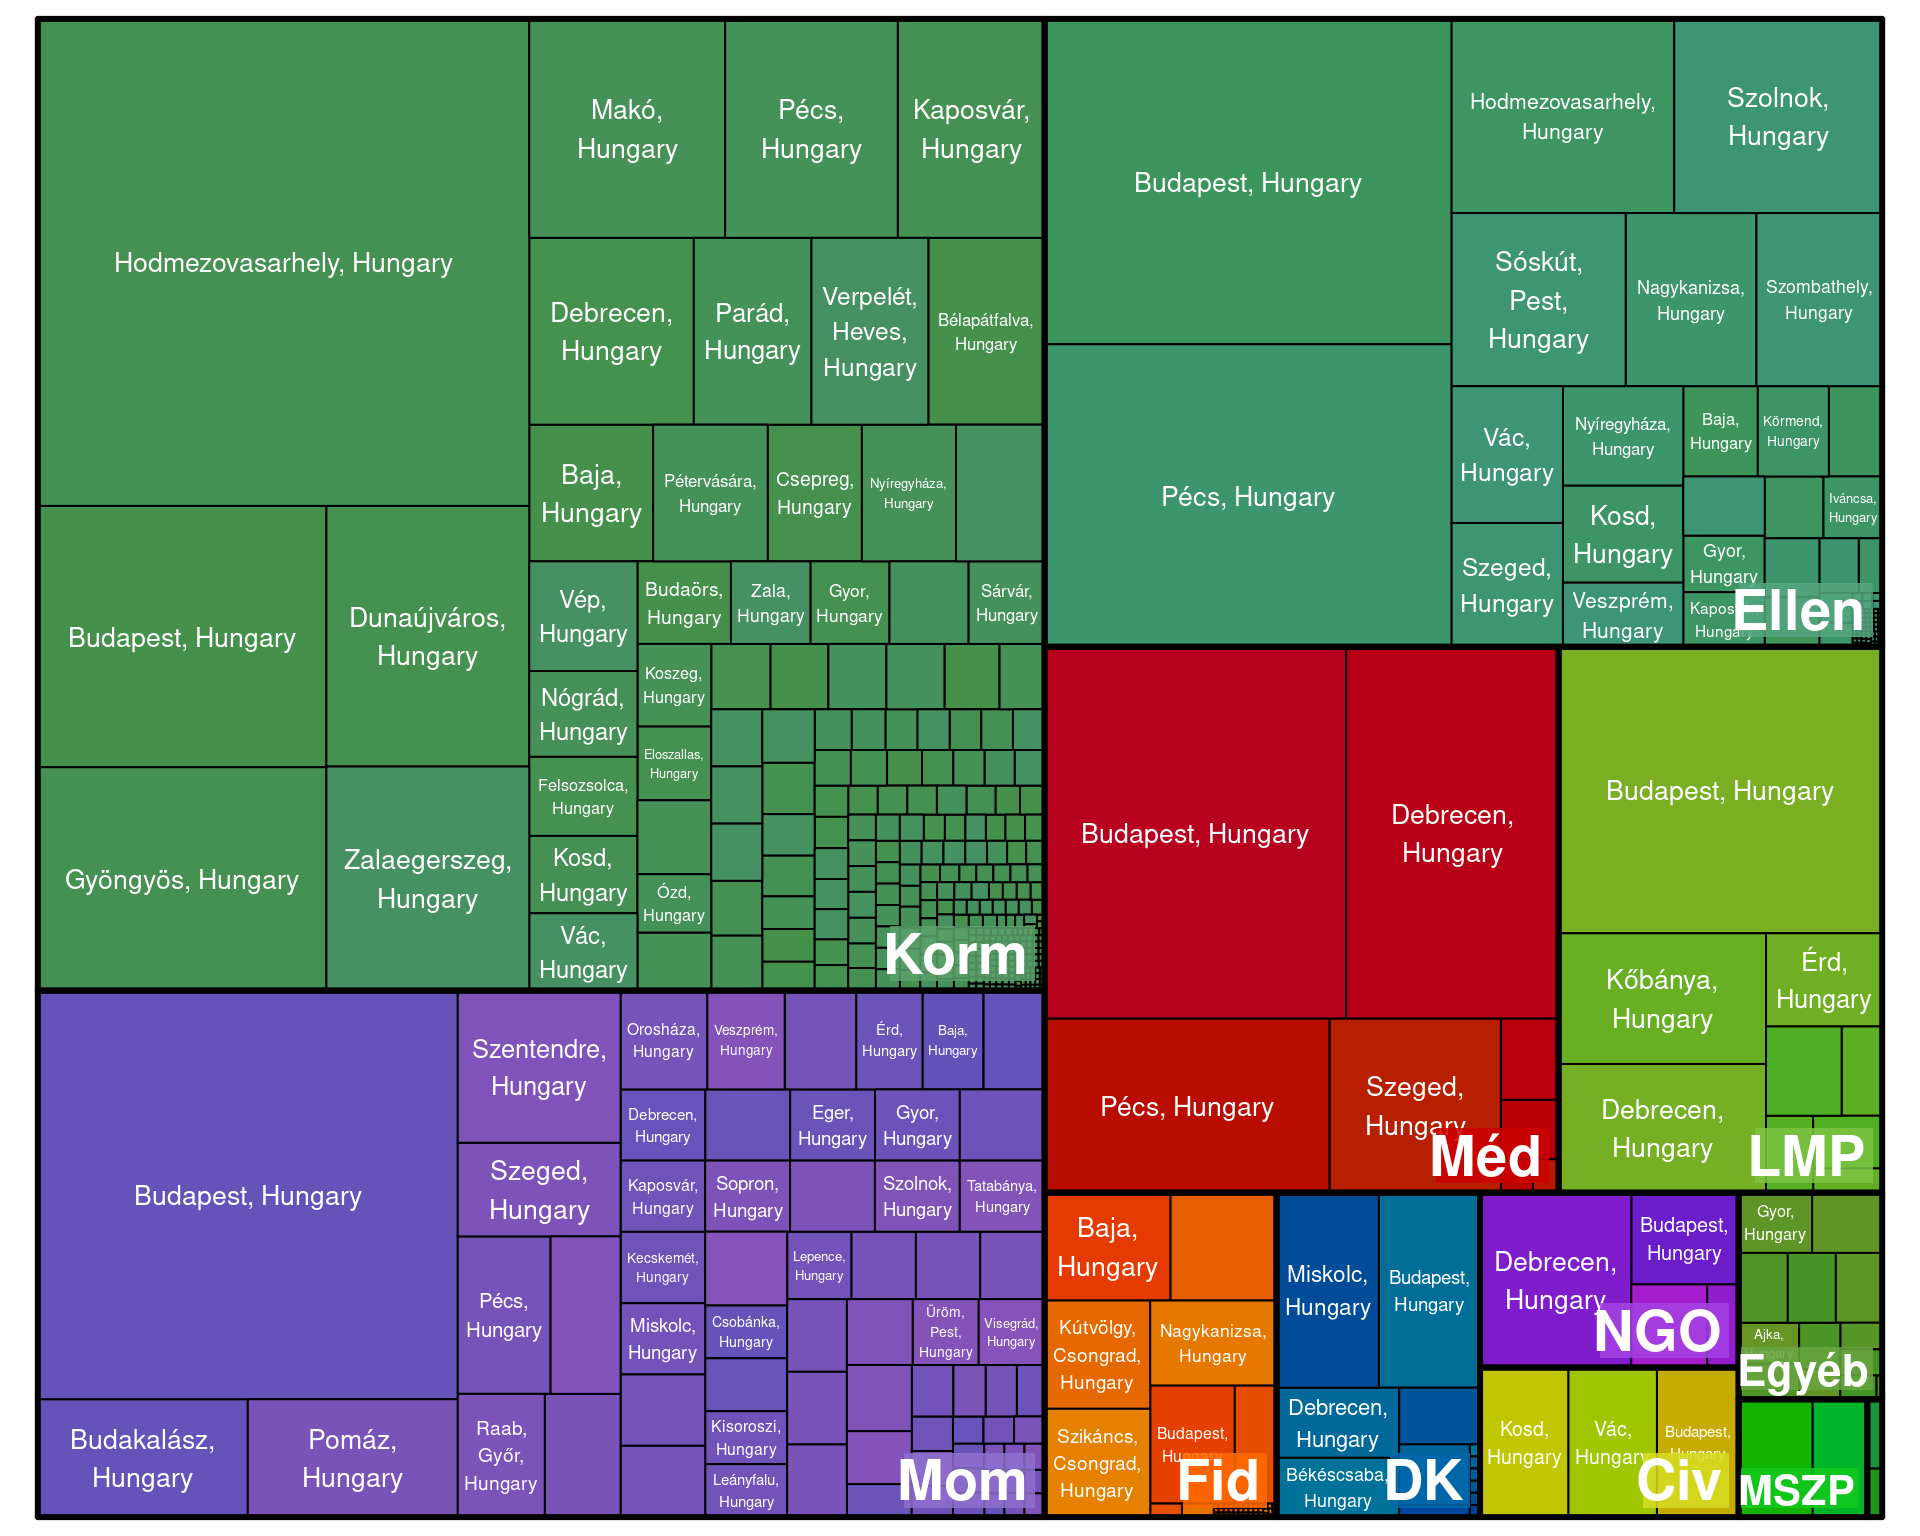 Hodmezovasarhely, Hungary
Budapest, Hungary
Dunaújváros,
Hungary
Gyöngyös, Hungary
Zalaegerszeg,
Hungary
Makó,
Hungary
Pécs,
Hungary
Kaposvár,
Hungary
Debrecen,
Hungary
Parád,
Hungary
Verpelét,
Heves,
Hungary
Bélapátfalva,
Hungary
Baja,
Hungary
Pétervására,
Hungary
Csepreg,
Hungary
Nyíregyháza,
Hungary
Vép,
Hungary
Budaörs,
Hungary
Zala,
Hungary
Gyor,
Hungary
Sárvár,
Hungary
Nógrád,
Hungary
Koszeg,
Hungary
Felsozsolca,
Hungary
Eloszallas,
Hungary
Kosd,
Hungary
Ózd,
Hungary
Vác,
Hungary
Korm
Budapest, Hungary
Pécs, Hungary
Hodmezovasarhely,
Hungary
Szolnok,
Hungary
Sóskút,
Pest,
Hungary
Nagykanizsa,
Hungary
Szombathely,
Hungary
Vác,
Hungary
Nyíregyháza,
Hungary
Baja,
Hungary
Körmend,
Hungary
Kosd,
Hungary
Iváncsa,
Hungary
Szeged,
Hungary
Gyor,
Hungary
Veszprém,
Hungary
Kapos
Hungary
Ellen
Budapest, Hungary
Debrecen,
Hungary
Pécs, Hungary
Szeged,
Hungary
Méd
Budapest, Hungary
Kőbánya,
Hungary
Érd,
Hungary
Debrecen,
Hungary
LMP
Budapest, Hungary
Budakalász,
Hungary
Pomáz,
Hungary
Szentendre,
Hungary
Szeged,
Hungary
Pécs,
Hungary
Raab,
Győr,
Hungary
Orosháza,
Hungary
Veszprém,
Hungary
Érd,
Hungary
Baja,
Hungary
Debrecen,
Hungary
Eger,
Hungary
Gyor,
Hungary
Kaposvár,
Hungary
Sopron,
Hungary
Szolnok,
Hungary
Tatabánya,
Hungary
Kecskemét,
Hungary
Lepence,
Hungary
Miskolc,
Hungary
Csobánka,
Hungary
Üröm,
Pest,
Hungary
Visegrád,
Hungary
Kisoroszi,
Hungary
Leányfalu,
Hungary
Mom
Baja,
Hungary
Kútvölgy,
Csongrad,
Hungary
Nagykanizsa,
Hungary
Szikáncs,
Csongrad,
Hungary
Budapest,
Hungary
Fid
Miskolc,
Hungary
Budapest,
Hungary
Debrecen,
Hungary
Békéscsaba,
Hungary
DK
Debrecen,
Hungary
Budapest,
Hungary
NGO
Kosd,
Hungary
Vác,
Hungary
Budapest,
Hungary
Civ
Gyor,
Hungary
Ajka,
Hungary
Egyéb
MSZP